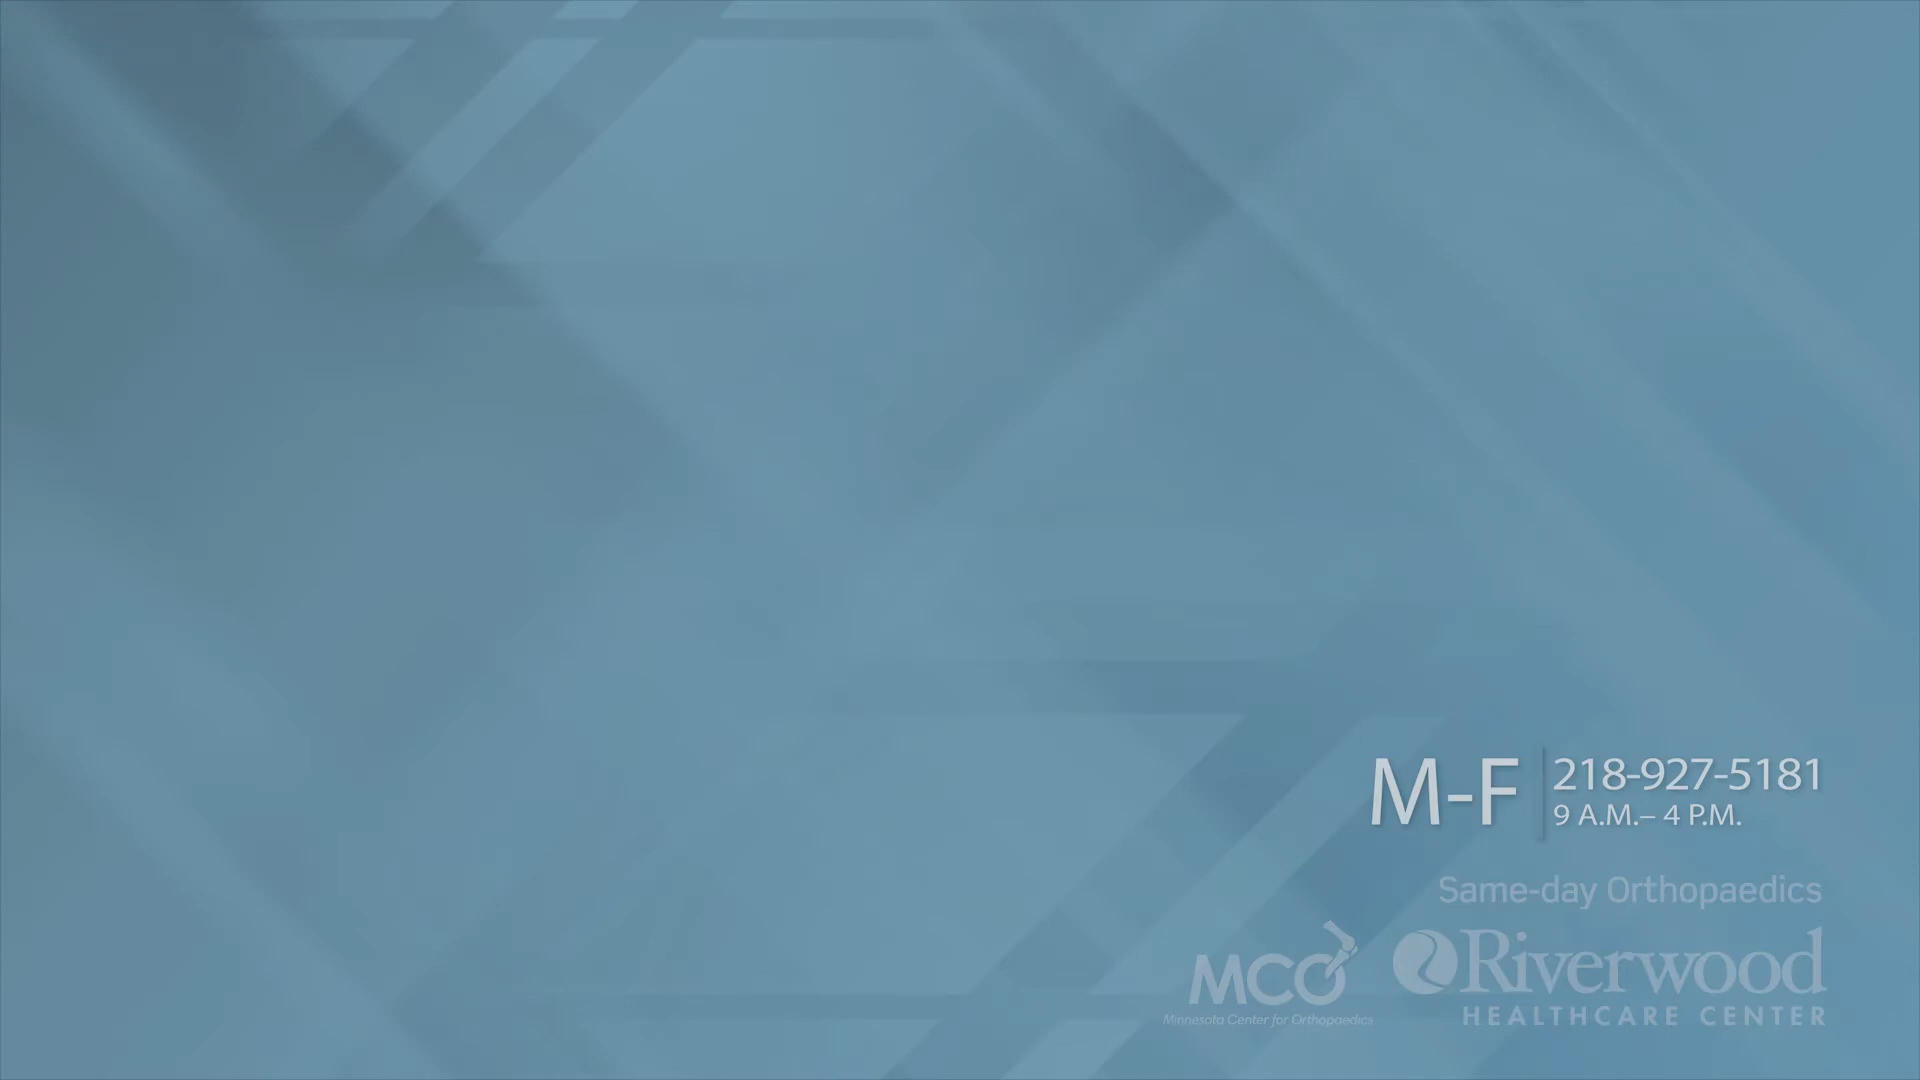 M-F
218-927-5181
9 A.M.– 4 P.M.
Same-day Orthopaedics
MCO
Minnesota Center for Orthopaedics
Riverwood
HEALTHCARE CENTER